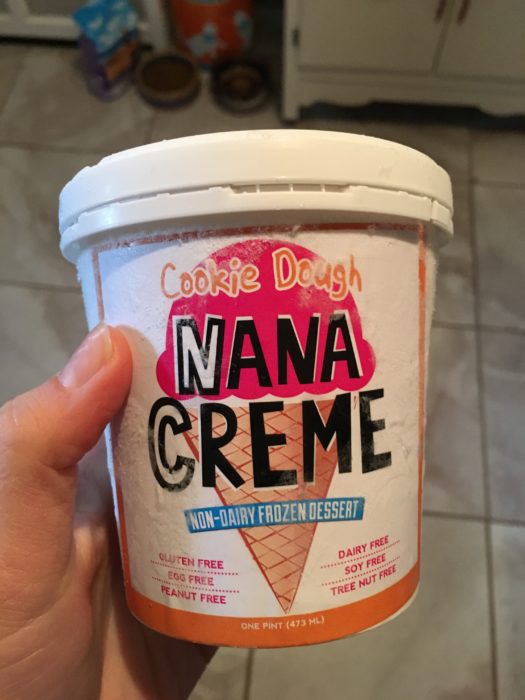 Cookie Dough
NANA
CREME
NON-DAIRY FROZEN DESSERT
GLUTEN FREE
EGG FREE
PEANUT FREE
DAIRY FREE
SOY FREE
TREE NUT FREE
ONE PINT (473 ML)